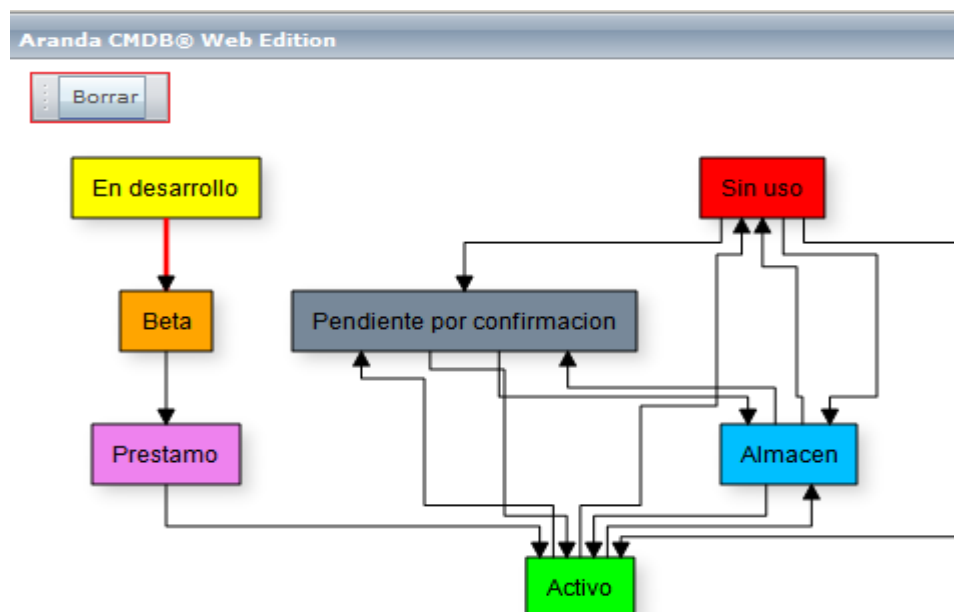 Aranda CMDB® Web Edition
Borrar
En desarrollo
Sin uso
Beta
Pendiente por confirmacion
Prestamo
Almacen
Activo